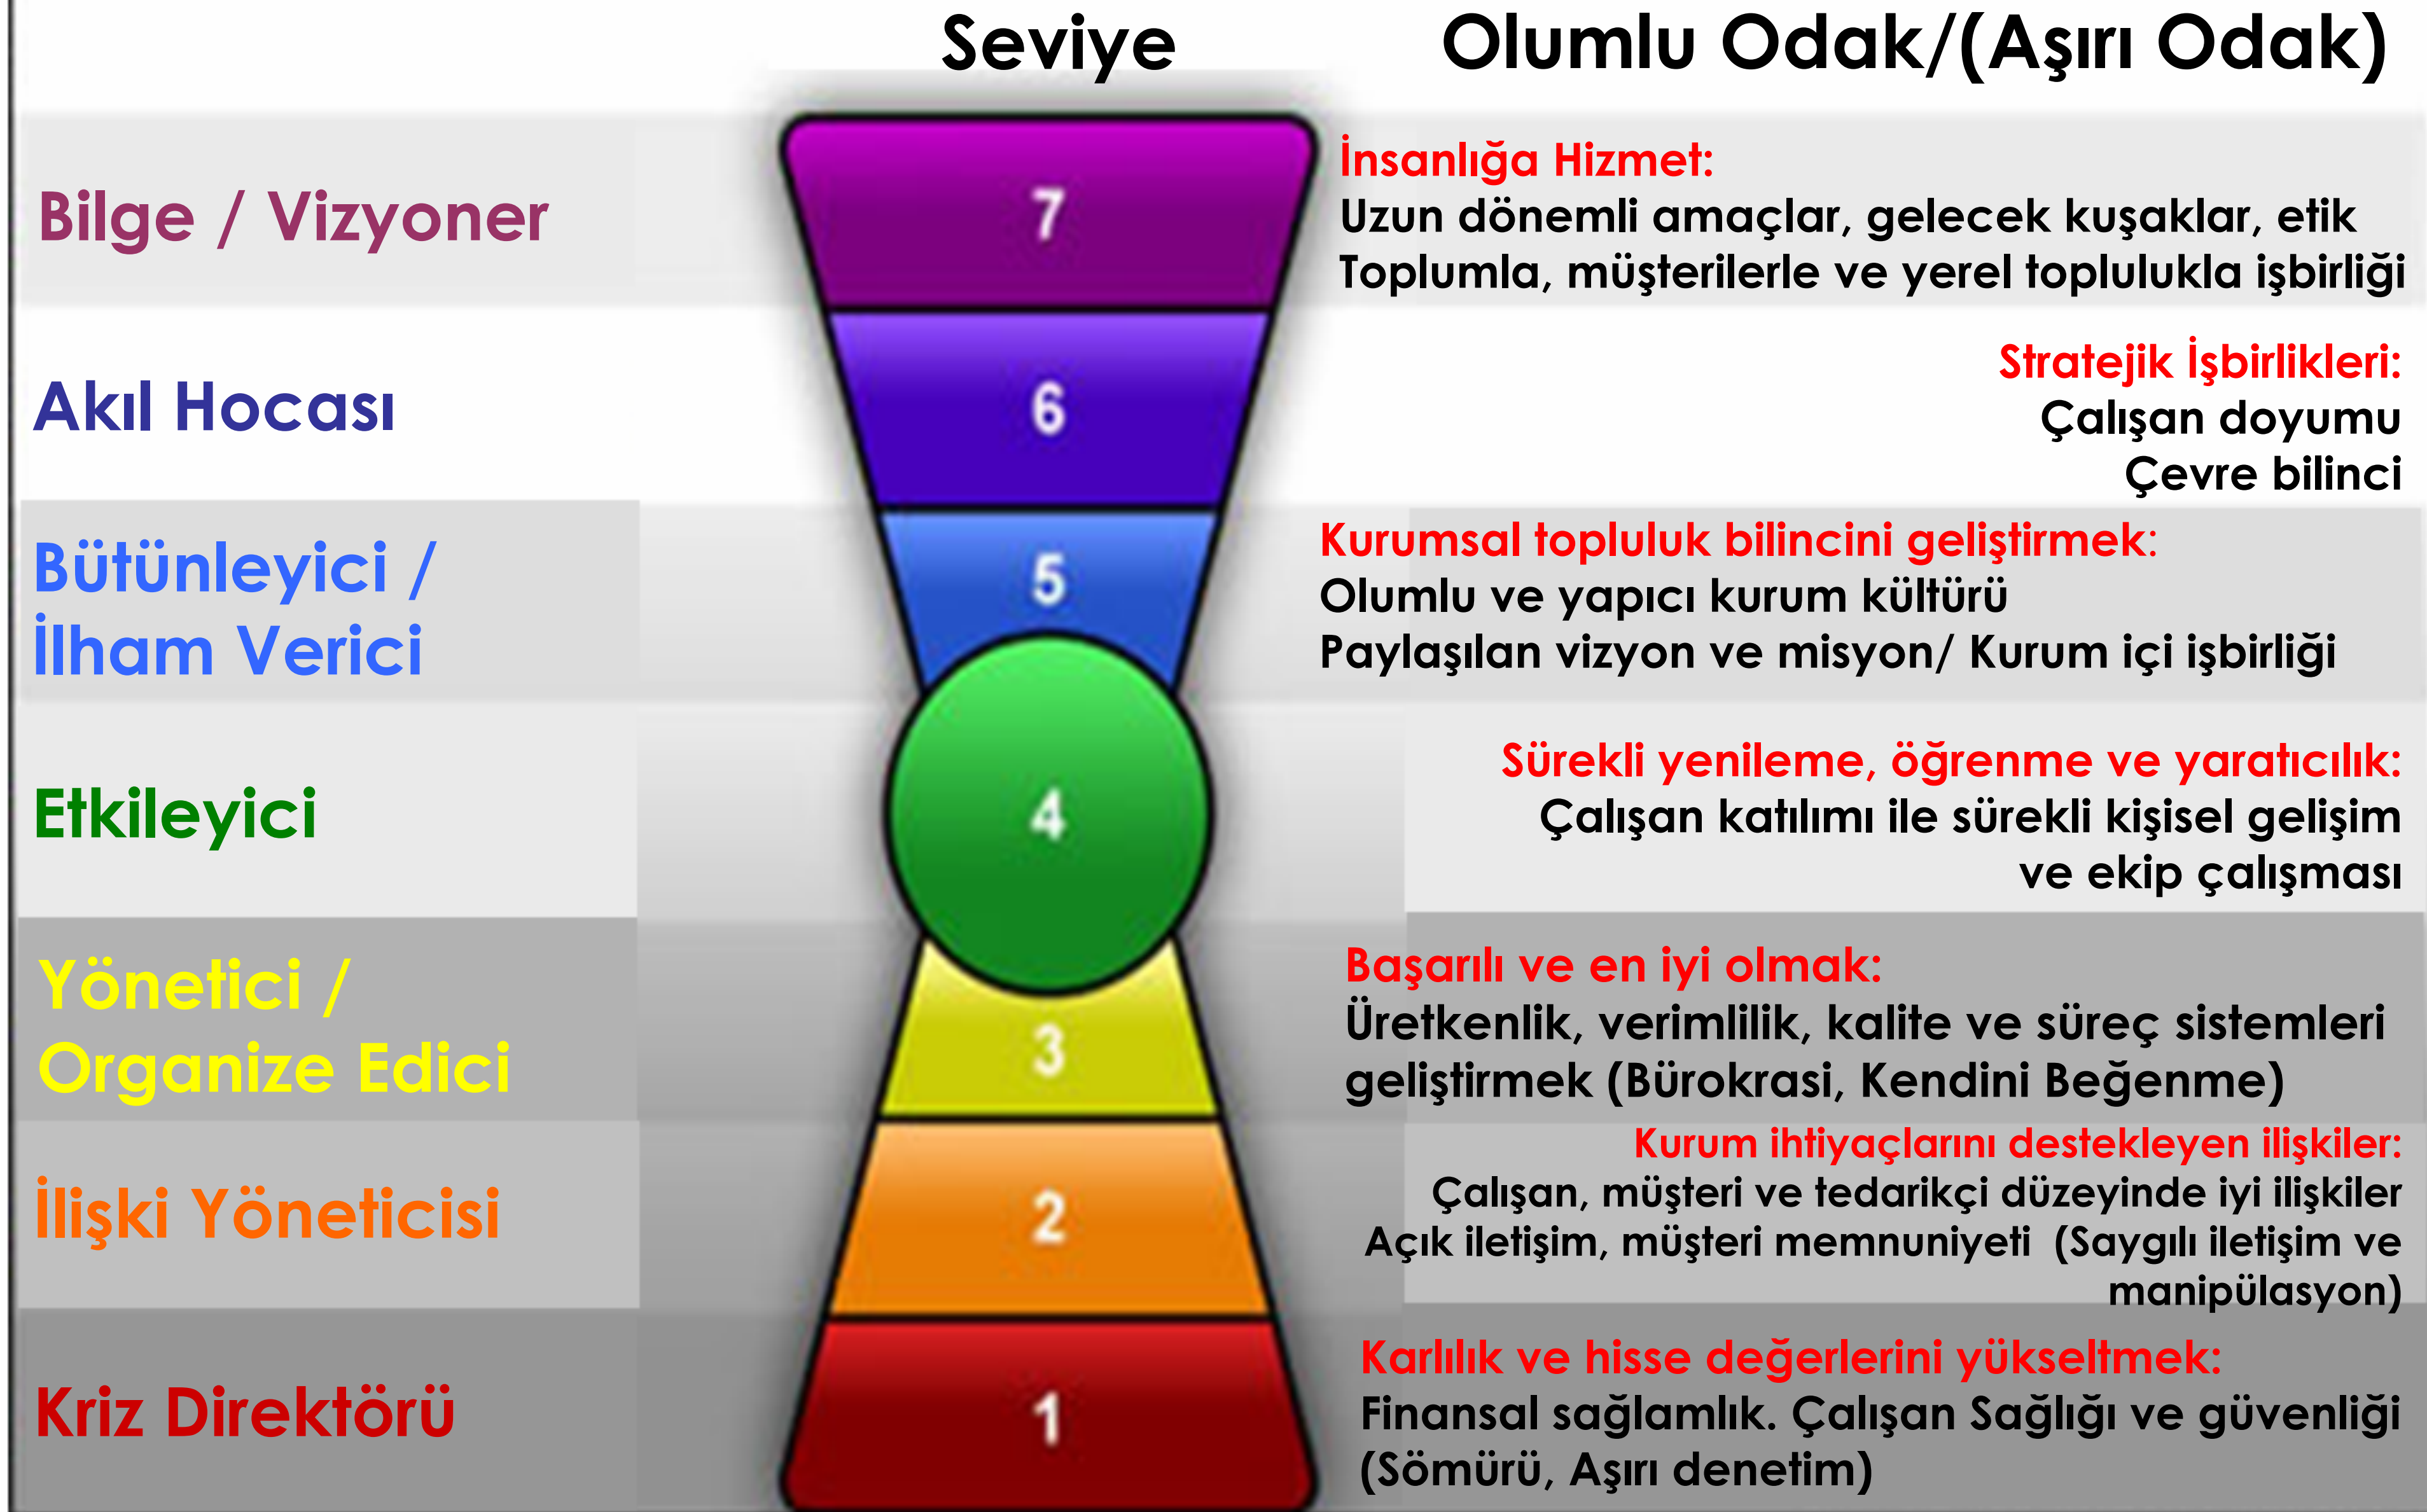 Seviye
Olumlu Odak/(Aşırı Odak)
Bilge / Vizyoner
7
İnsanlığa Hizmet:
Uzun dönemli amaçlar, gelecek kuşaklar, etik
Toplumla, müşterilerle ve yerel toplulukla işbirliği
Akıl Hocası
6
Stratejik İşbirlikleri:
Çalışan doyumu
Çevre bilinci
Bütünleyici /
İlham Verici
5
Kurumsal topluluk bilincini geliştirmek:
Olumlu ve yapıcı kurum kültürü
Paylaşılan vizyon ve misyon/ Kurum içi işbirliği
Etkileyici
4
Sürekli yenileme, öğrenme ve yaratıcılık:
Çalışan katılımı ile sürekli kişisel gelişim
ve ekip çalışması
Yönetici /
Organize Edici
3
Başarılı ve en iyi olmak:
Üretkenlik, verimlilik, kalite ve süreç sistemleri
geliştirmek (Bürokrasi, Kendini Beğenme)
İlişki Yöneticisi
2
Kurum ihtiyaçlarını destekleyen ilişkiler:
Çalışan, müşteri ve tedarikçi düzeyinde iyi ilişkiler
Açık iletişim, müşteri memnuniyeti  (Saygılı iletişim ve
manipülasyon)
Kriz Direktörü
1
Karlılık ve hisse değerlerini yükseltmek:
Finansal sağlamlık. Çalışan Sağlığı ve güvenliği
(Sömürü, Aşırı denetim)